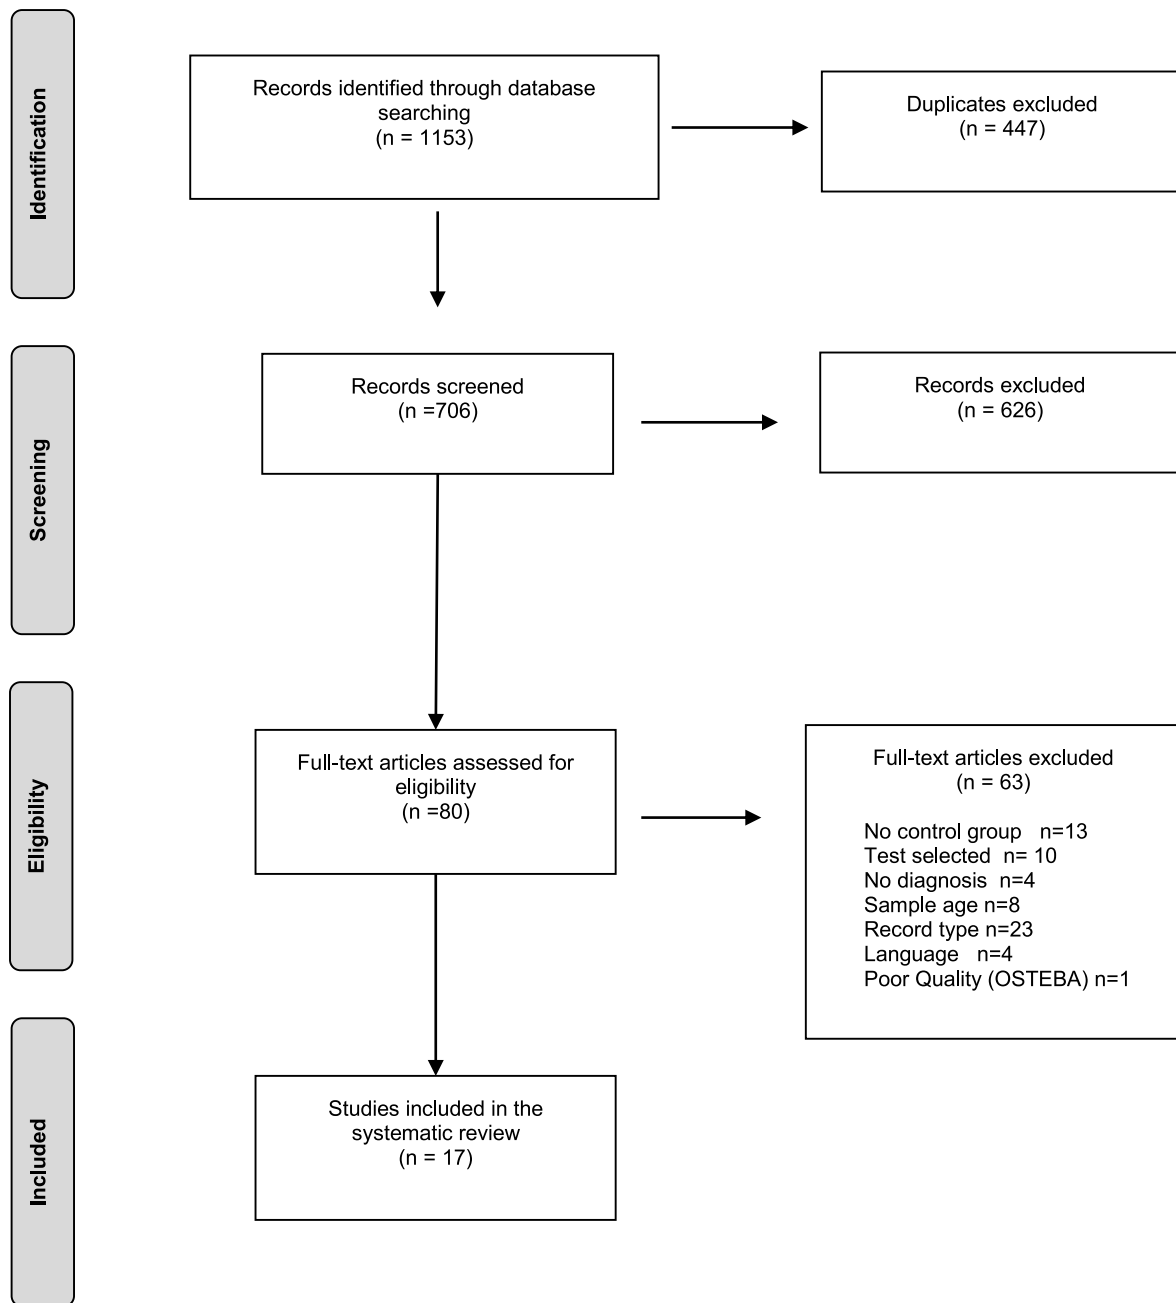 Identification
Records identified through database
searching
(n = 1153)
Duplicates excluded
(n = 447)
Screening
Records screened
(n =706)
Records excluded
(n = 626)
Eligibility
Full-text articles assessed for
eligibility
(n =80)
Full-text articles excluded
(n = 63)
No control group n=13
Test selected n= 10
No diagnosis n=4
Sample age n=8
Record type n=23
Language n=4
Poor Quality (OSTEBA) n=1
Included
Studies included in the
systematic review
(n = 17)